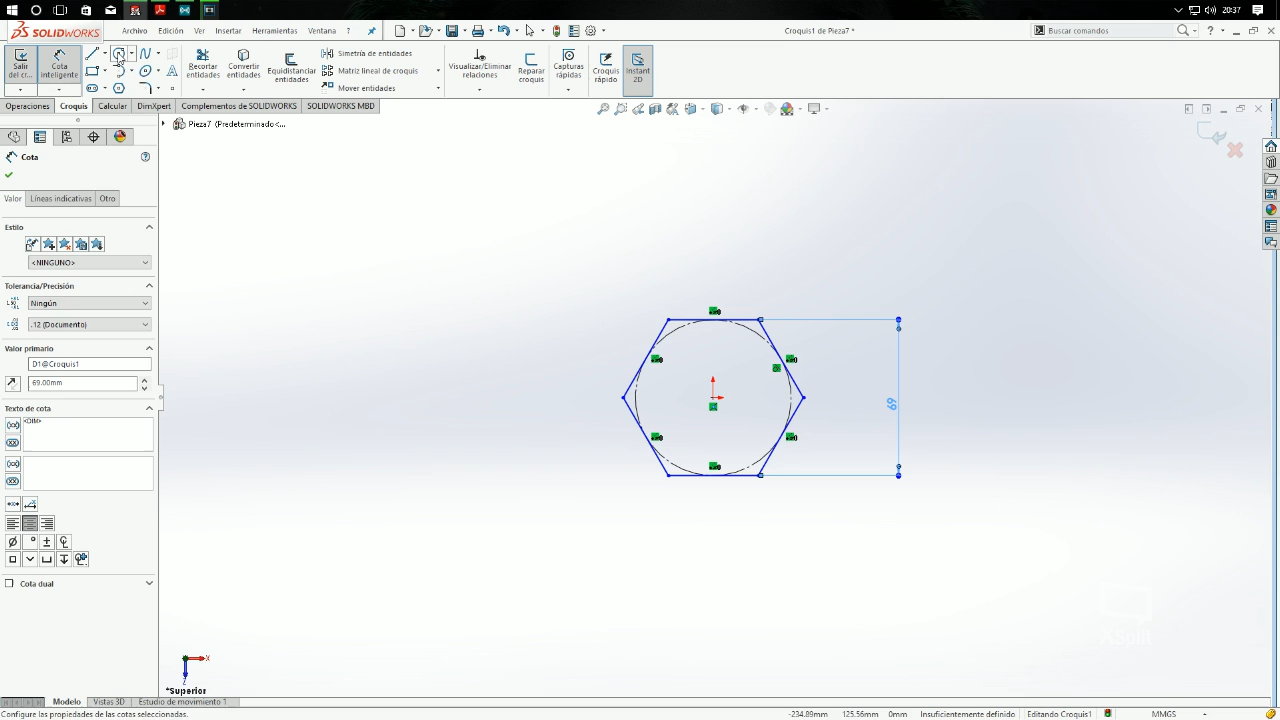 20:37
SOLIDWORKS
Archivo Edición Ver Insertar Herramientas Ventana ?
Croquis1 de Pieza7 *
Buscar comandos
Salir del cr...
Cota inteligente
Recortar entidades
Convertir entidades
Equidistanciar entidades
Simetría de entidades
Matriz lineal de croquis
Mover entidades
Visualizar/Eliminar relaciones
Reparar croquis
Capturas rápidas
Croquis rápido
Instant 2D
Operaciones Croquis Calcular DimXpert Complementos de SOLIDWORKS SOLIDWORKS MBD
Pieza7 (Predeterminado<...
Cota
Valor Líneas indicativas Otro
Estilo
<NINGUNO>
Tolerancia/Precisión
Ningún
.12 (Documento)
Valor primario
D1@Croquis1
69.00mm
Texto de cota
<DIM>
Cota dual
69
XSplit
X
Z
*Superior
Modelo Vistas 3D Estudio de movimiento 1
Configure las propiedades de las cotas seleccionadas.
-234.89mm 125.56mm 0mm Insuficientemente definido Editando Croquis1 MMGS